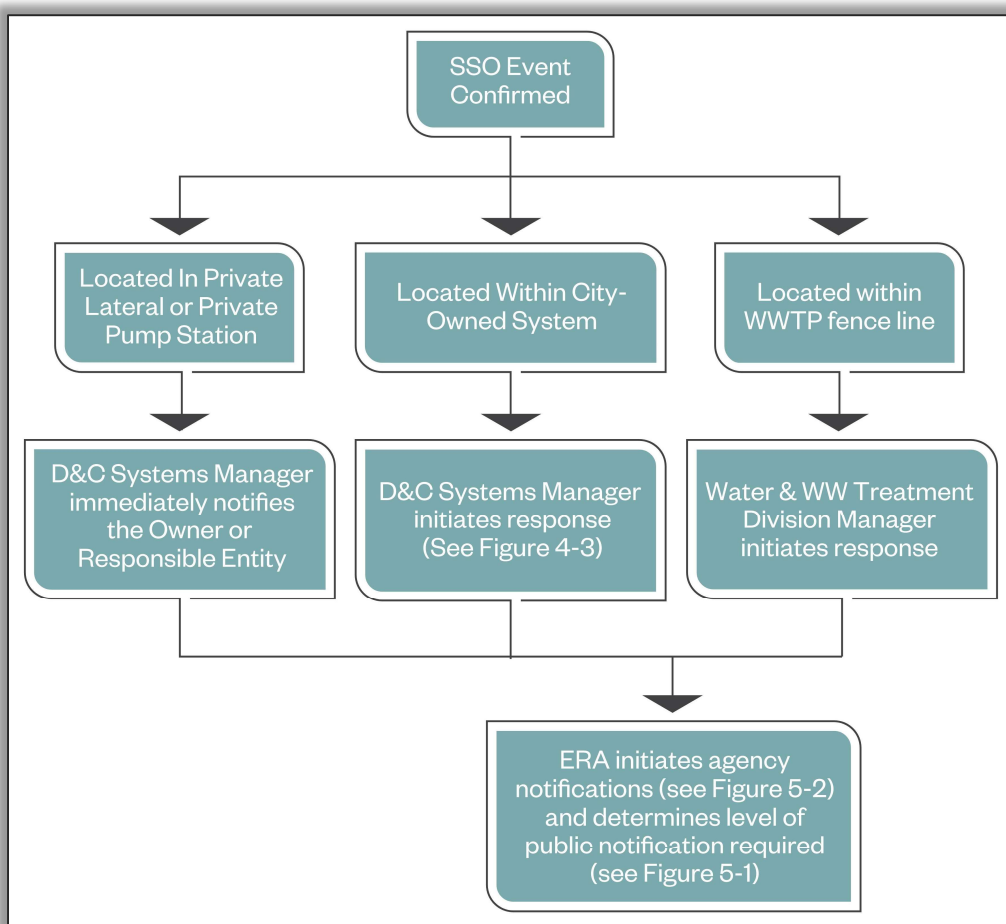 SSO Event
Confirmed
Located In Private
Lateral or Private
Pump Station
Located Within City-
Owned System
Located within
WWTP fence line
D&C Systems Manager
immediately notifies
the Owner or
Responsible Entity
D&C Systems Manager
initiates response
(See Figure 4-3)
Water & WW Treatment
Division Manager
initiates response
ERA initiates agency
notifications (see Figure 5-2)
and determines level of
public notification required
(see Figure 5-1)